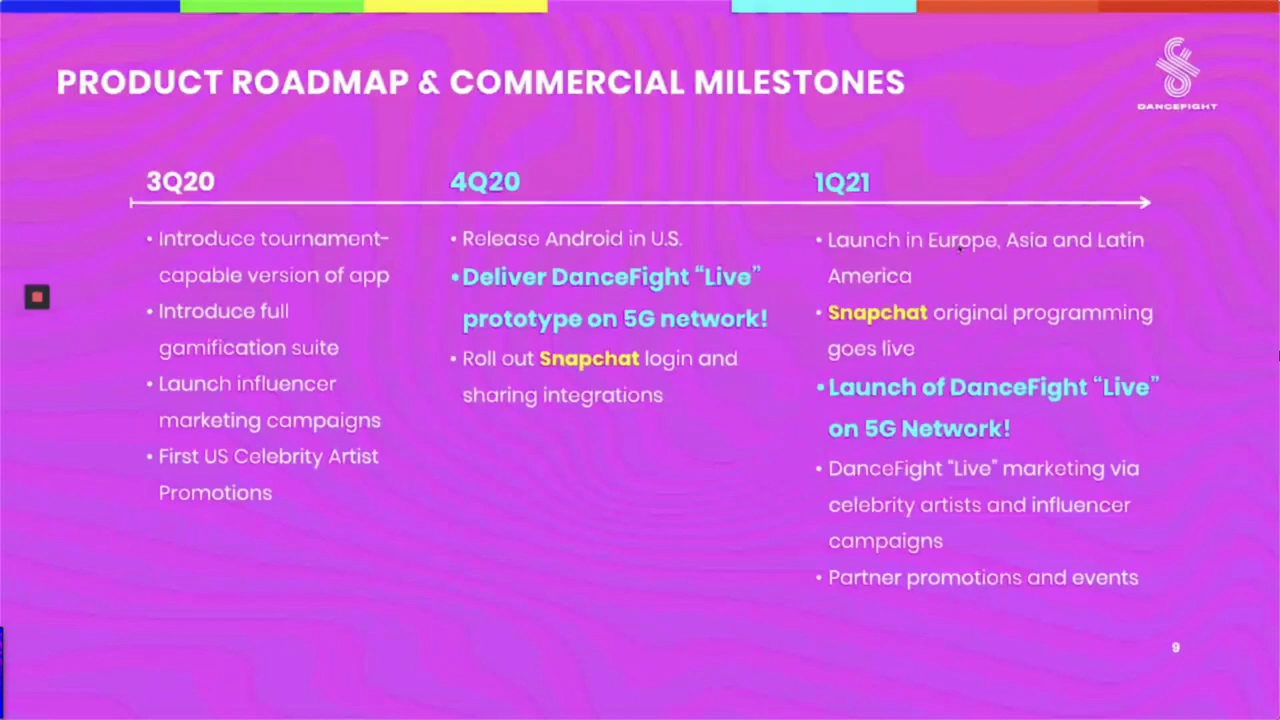 PRODUCT ROADMAP & COMMERCIAL MILESTONES
DANCEFIGHT
3Q20
• Introduce tournament-
capable version of app
• Introduce full
gamification suite
• Launch influencer
marketing campaigns
• First US Celebrity Artist
Promotions
4Q20
• Release Android in U.S.
• Deliver DanceFight “Live”
prototype on 5G network!
• Roll out Snapchat login and
sharing integrations
1Q21
• Launch in Europe, Asia and Latin
America
• Snapchat original programming
goes live
• Launch of DanceFight “Live”
on 5G Network!
• DanceFight “Live” marketing via
celebrity artists and influencer
campaigns
• Partner promotions and events
9